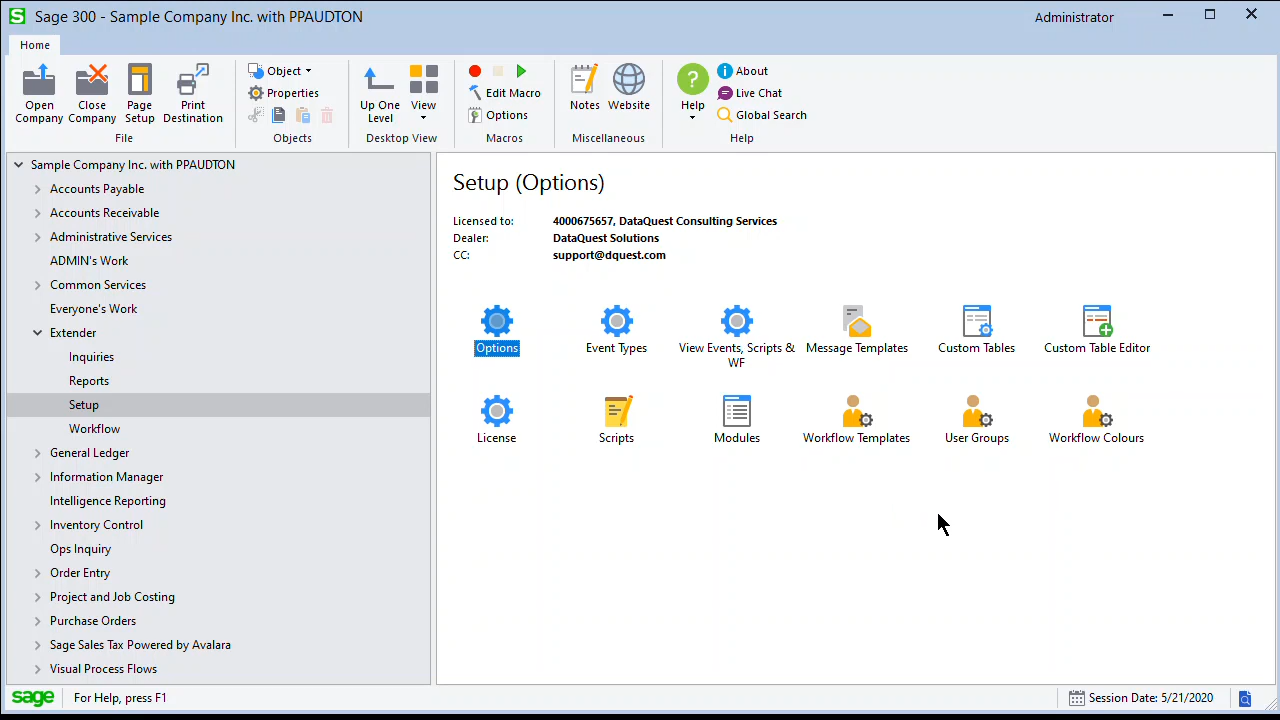 S Sage 300 - Sample Company Inc. with PPAUDTON
Administrator
Home
Open Company
Close Company
Page Setup
Print Destination
File
Object
Properties
Objects
Up One Level
View
Desktop View
Edit Macro
Options
Macros
Notes
Website
Miscellaneous
?
Help
About
Live Chat
Global Search
Help
Sample Company Inc. with PPAUDTON
Accounts Payable
Accounts Receivable
Administrative Services
ADMIN's Work
Common Services
Everyone's Work
Extender
Inquiries
Reports
Setup
Workflow
General Ledger
Information Manager
Intelligence Reporting
Inventory Control
Ops Inquiry
Order Entry
Project and Job Costing
Purchase Orders
Sage Sales Tax Powered by Avalara
Visual Process Flows
Setup (Options)
Licensed to: 4000675657, DataQuest Consulting Services
Dealer: DataQuest Solutions
CC: support@dquest.com
Options
Event Types
View Events, Scripts &
WF
Message Templates
Custom Tables
Custom Table Editor
License
Scripts
Modules
Workflow Templates
User Groups
Workflow Colours
sage
For Help, press F1
Session Date: 5/21/2020